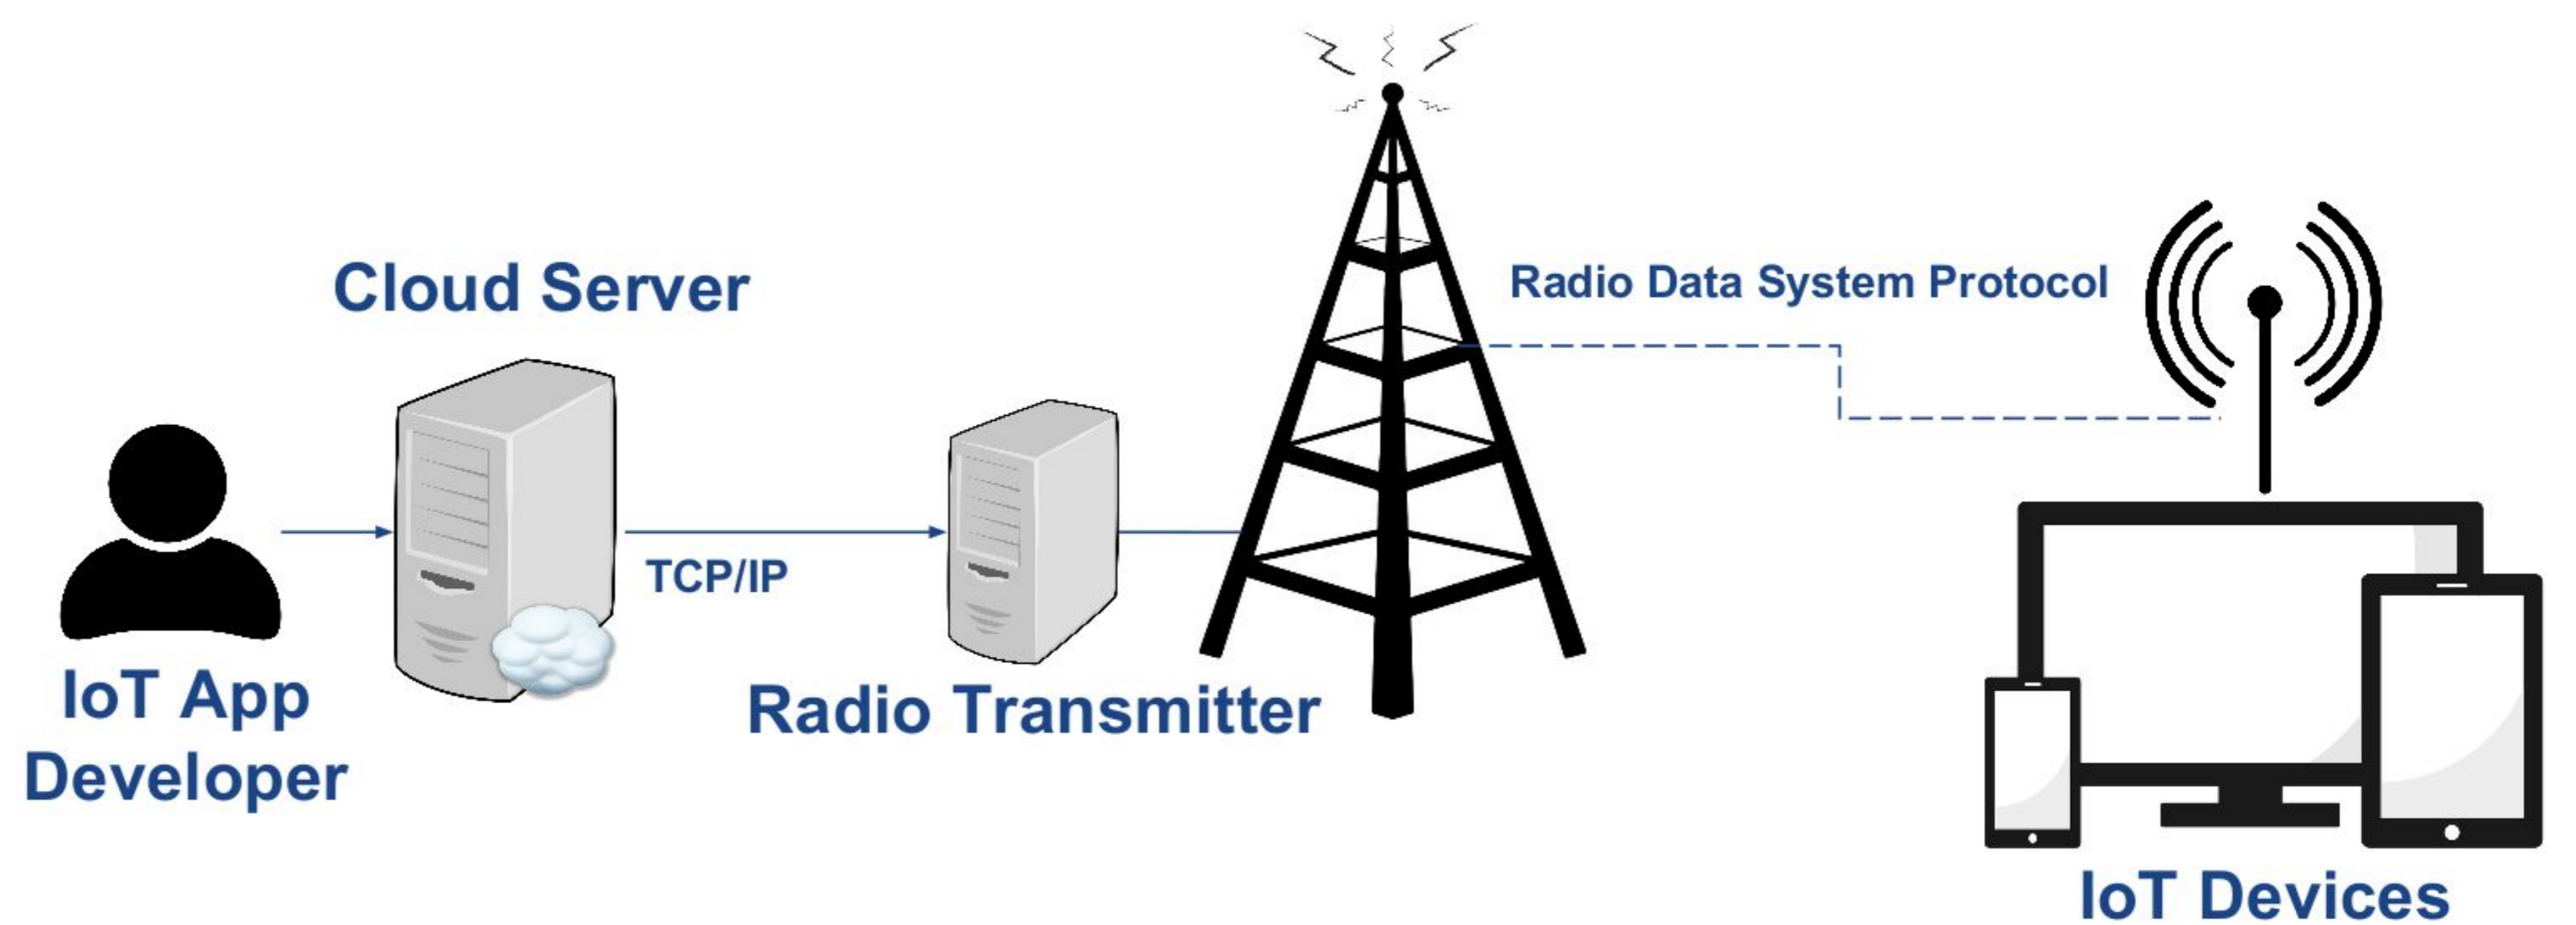 Cloud Server
Radio Data System Protocol
TCP/IP
IoT App
Developer
Radio Transmitter
IoT Devices